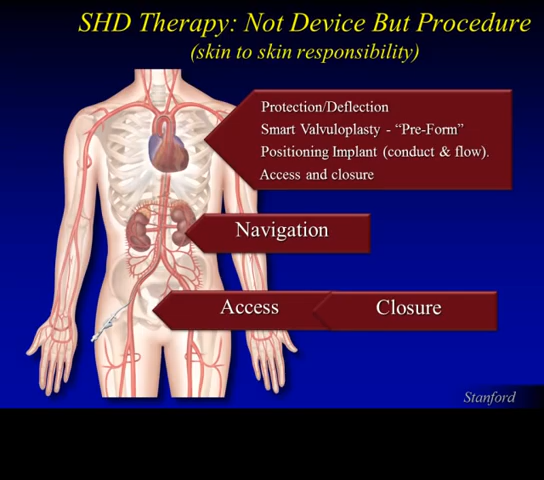 SHD Therapy: Not Device But Procedure
(skin to skin responsibility)
Protection/Deflection
Smart Valvuloplasty - “Pre-Form”
Positioning Implant (conduct & flow).
Access and closure
Navigation
Access
Closure
Stanford